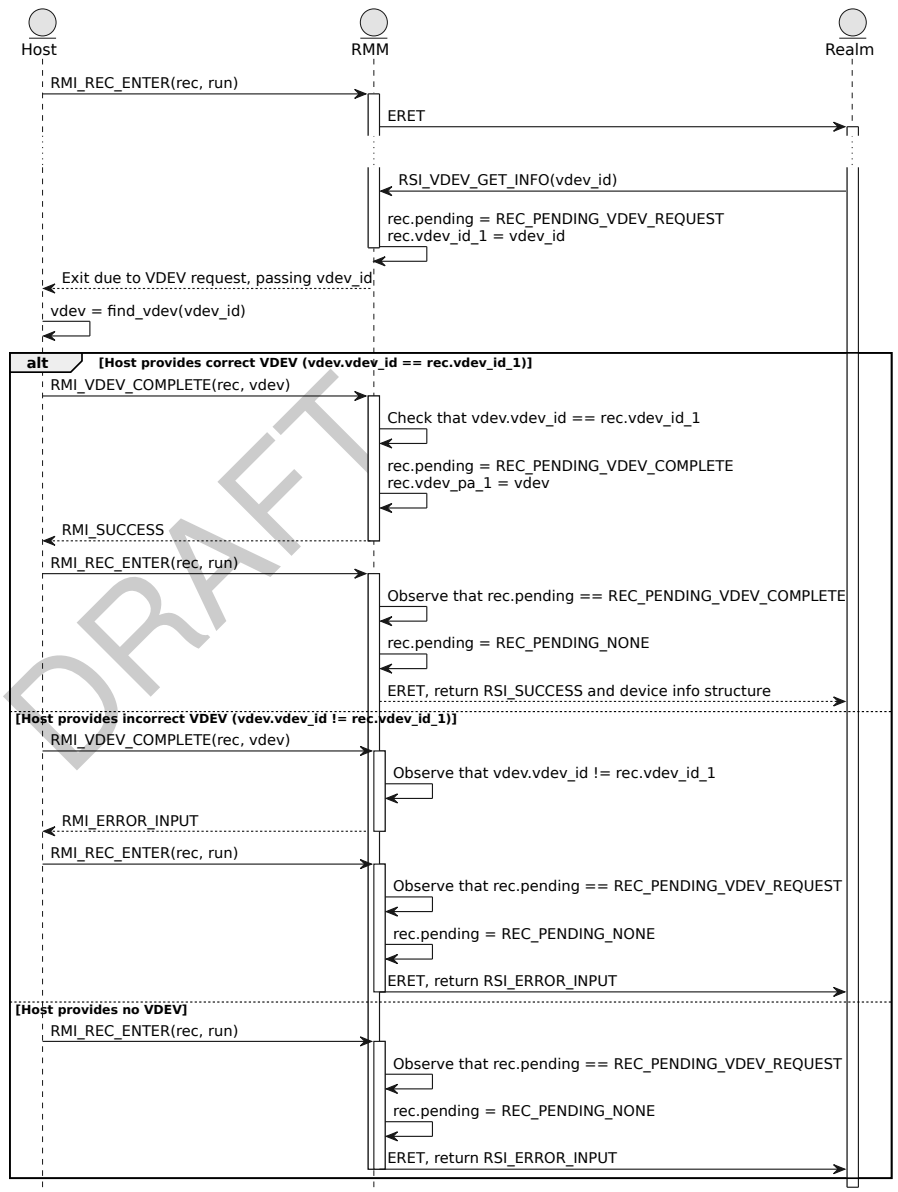 Host
RMM
Realm
RMI_REC_ENTER(rec, run)
ERET
RSI_VDEV_GET_INFO(vdev_id)
rec.pending = REC_PENDING_VDEV_REQUEST
rec.vdev_id_1 = vdev_id
Exit due to VDEV request, passing vdev_id
vdev = find_vdev(vdev_id)
alt
[Host provides correct VDEV (vdev.vdev_id == rec.vdev_id_1)]
RMI_VDEV_COMPLETE(rec, vdev)
Check that vdev.vdev_id == rec.vdev_id_1
rec.pending = REC_PENDING_VDEV_COMPLETE
rec.vdev_pa_1 = vdev
RMI_SUCCESS
RMI_REC_ENTER(rec, run)
Observe that rec.pending == REC_PENDING_VDEV_COMPLETE
rec.pending = REC_PENDING_NONE
ERET, return RSI_SUCCESS and device info structure
[Host provides incorrect VDEV (vdev.vdev_id != rec.vdev_id_1)]
RMI_VDEV_COMPLETE(rec, vdev)
Observe that vdev.vdev_id != rec.vdev_id_1
RMI_ERROR_INPUT
RMI_REC_ENTER(rec, run)
Observe that rec.pending == REC_PENDING_VDEV_REQUEST
rec.pending = REC_PENDING_NONE
ERET, return RSI_ERROR_INPUT
[Host provides no VDEV]
RMI_REC_ENTER(rec, run)
Observe that rec.pending == REC_PENDING_VDEV_REQUEST
rec.pending = REC_PENDING_NONE
ERET, return RSI_ERROR_INPUT
DRAFT